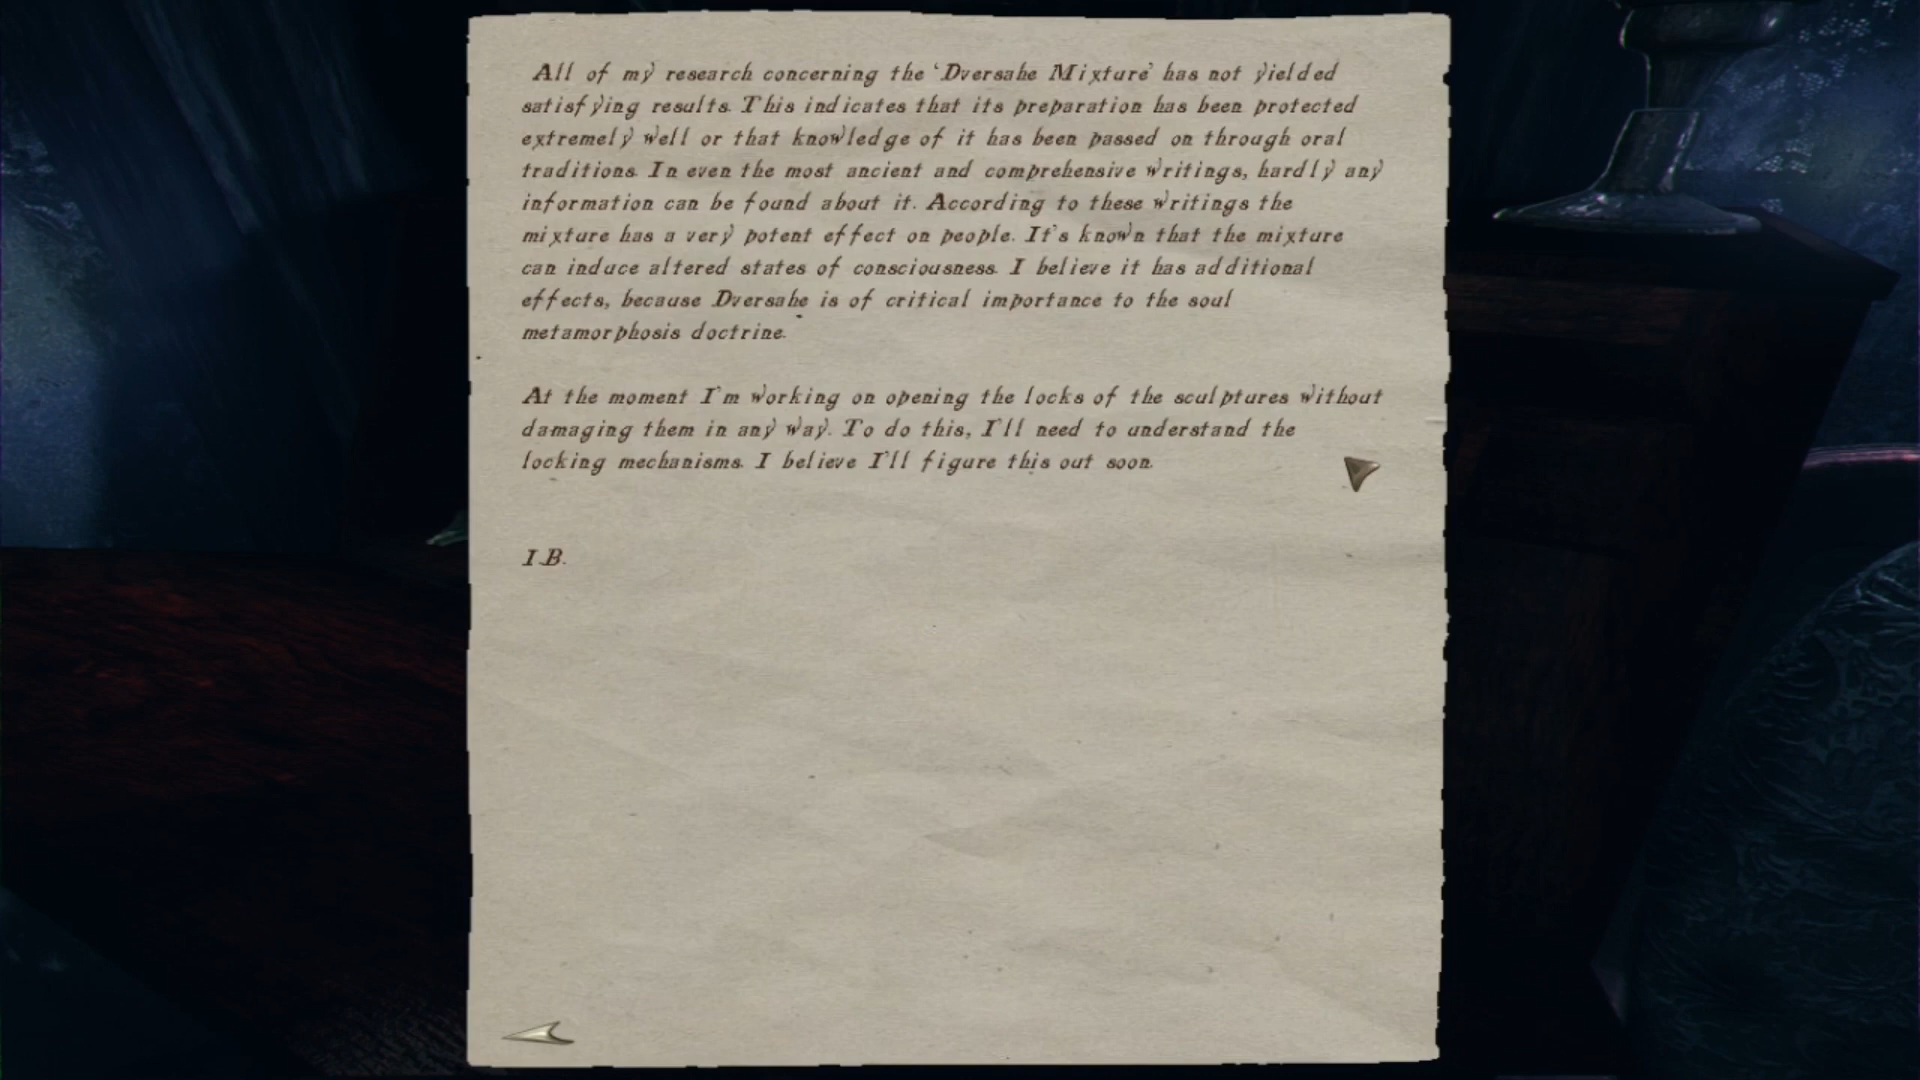 All of my research concerning the 'Dversahe Mixture' has not yielded
satisfying results. This indicates that its preparation has been protected
extremely well or that knowledge of it has been passed on through oral
traditions. In even the most ancient and comprehensive writings, hardly any
information can be found about it. According to these writings the
mixture has a very potent effect on people. It's known that the mixture
can induce altered states of consciousness. I believe it has additional
effects, because Dversahe is of critical importance to the soul
metamorphosis doctrine.
At the moment I'm working on opening the locks of the sculptures without
damaging them in any way. To do this, I'll need to understand the
locking mechanisms. I believe I'll figure this out soon.
I.B.